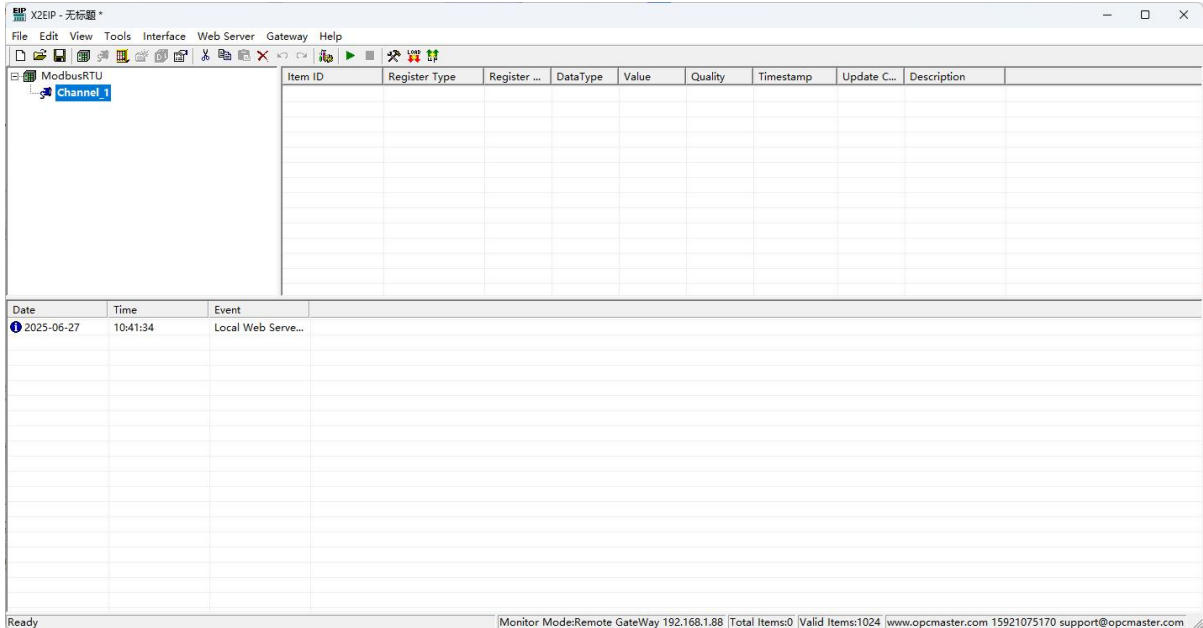 EIP X2EIP - 无标题 *
File Edit View Tools Interface Web Server Gateway Help
LOAD
ModbusRTU
Channel_1
Item ID Register Type Register ... DataType Value Quality Timestamp Update C... Description
Date Time Event
2025-06-27 10:41:34 Local Web Serve...
Ready Monitor Mode:Remote GateWay 192.168.1.88 Total Items:0 Valid Items:1024 www.opcmaster.com 15921075170 support@opcmaster.com